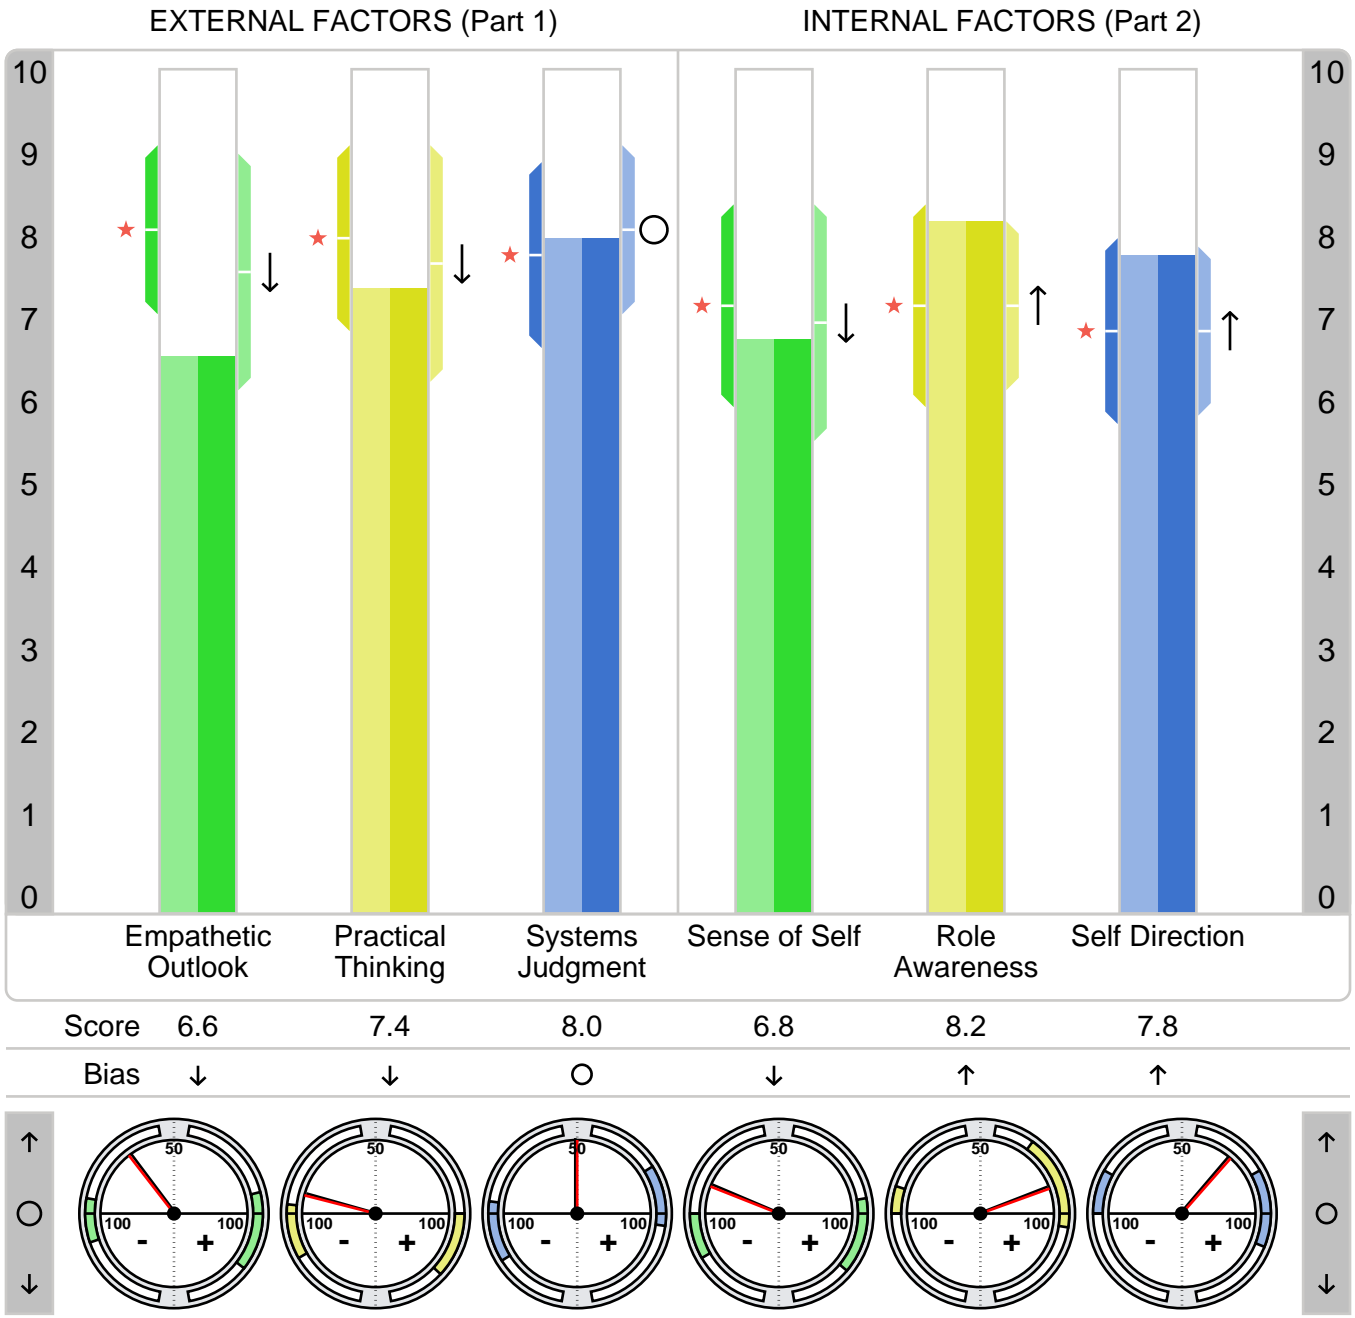 EXTERNAL FACTORS (Part 1) INTERNAL FACTORS (Part 2)
10 10
9 9
8 8
7 7
6 6
5 5
4 4
3 3
2 2
1 1
0 0
Empathetic Practical Systems Sense of Self Role Self Direction
Outlook Thinking Judgment Awareness
Score 6.6 7.4 8.0 6.8 8.2 7.8
Bias ↓ ↓ ○ ↓ ↑ ↑
↑ 50 50 50 50 50 50 ↑
○ 100 100 100 100 100 100 100 100 100 100 100 100 ○
- + - + - + - + - + - +
↓ ↓